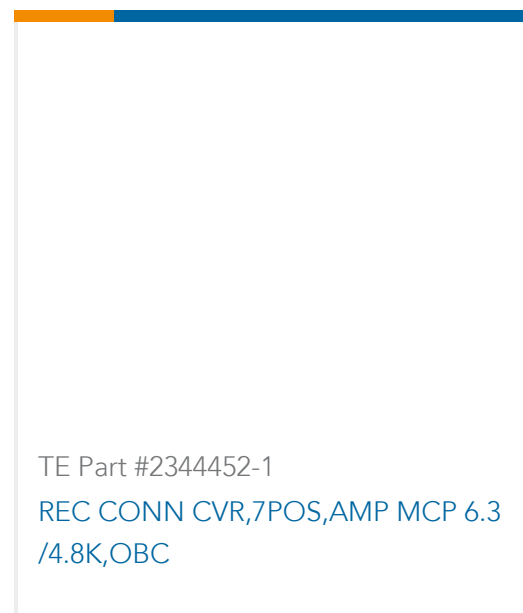 TE Part #2344452-1
REC CONN CVR,7POS,AMP MCP 6.3
/4.8K,OBC